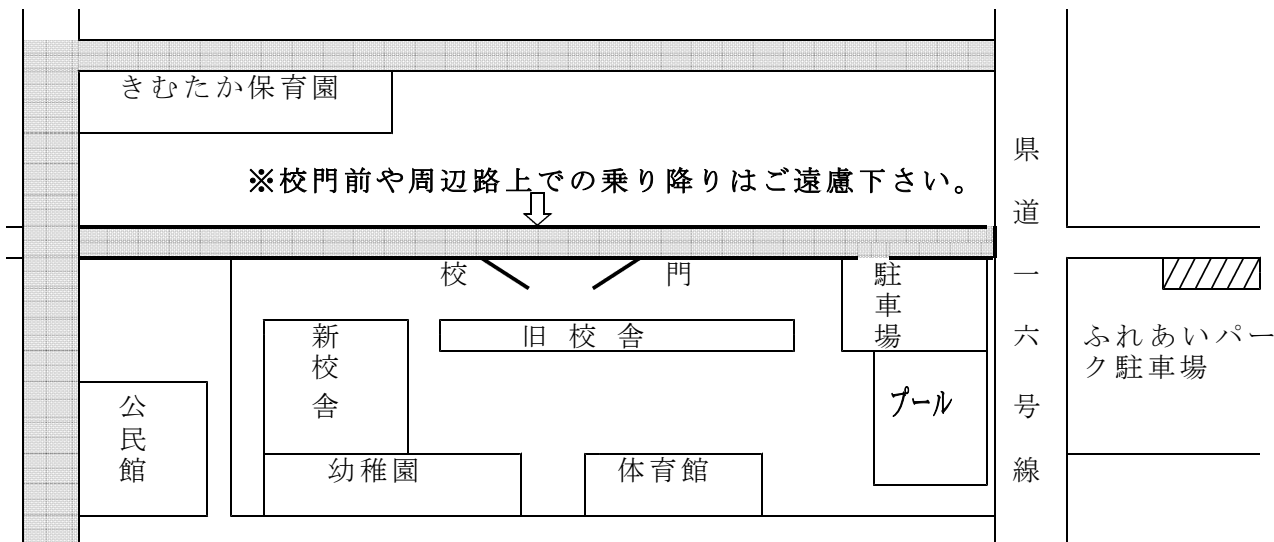 きむたか保育園
※校門前や周辺路上での乗り降りはご遠慮下さい。
県道一六号線
校門
駐車場
新校舎
旧校舎
ふれあいパー
ク駐車場
公民館
プール
幼稚園
体育館